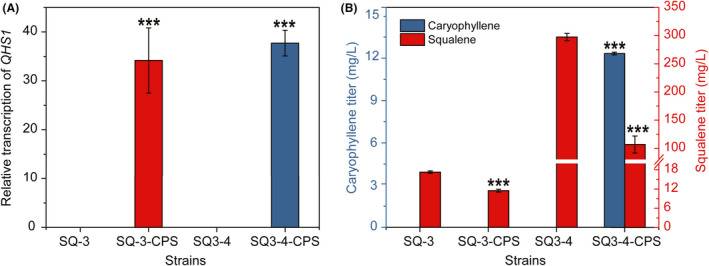 (A)
Relative transcription of QHS1
40
30
20
10
0
***
***
SQ-3
SQ-3-CPS
SQ3-4
SQ3-4-CPS
Strains
(B)
Caryophyllene
Squalene
Caryophyllene titer (mg/L)
15
12
9
6
3
0
***
***
***
SQ-3
SQ-3-CPS
SQ3-4
SQ3-4-CPS
Strains
Squalene titer (mg/L)
350
300
250
200
150
100
18
12
6
0